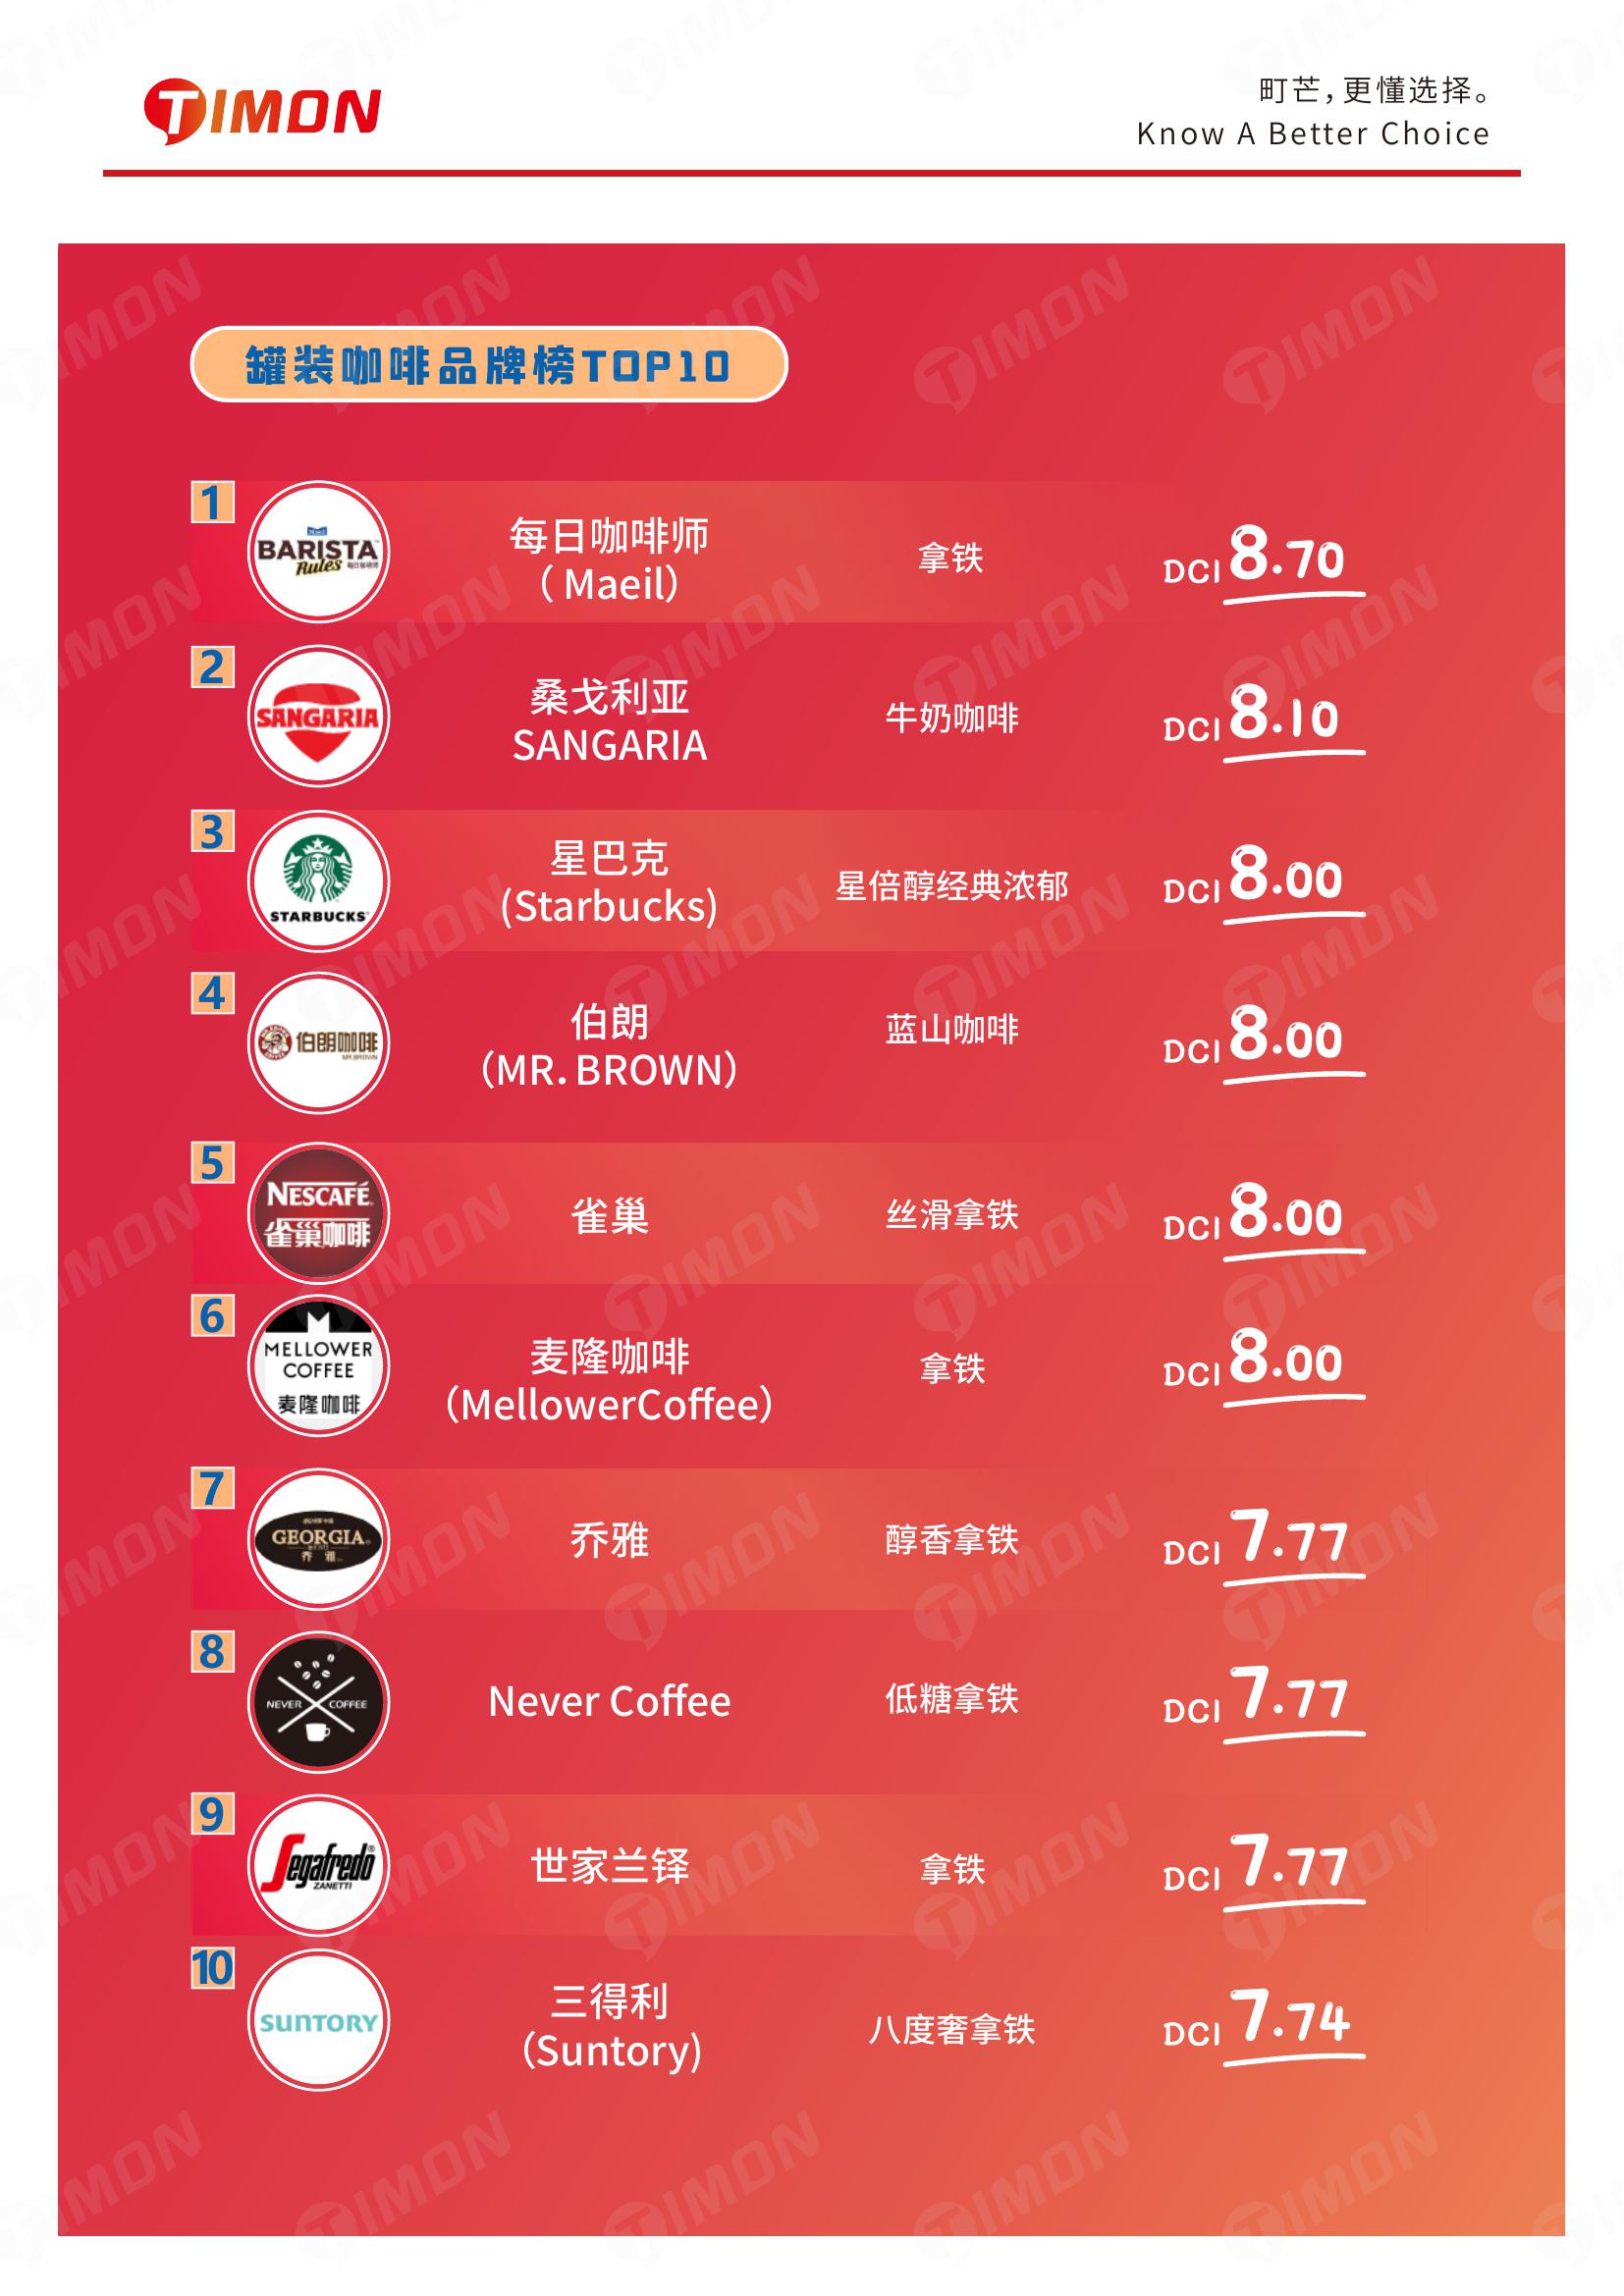 TIMON
町芒，更懂选择。
Know A Better Choice
罐装咖啡品牌榜TOP10
1
BARISTA
Rules 每日咖啡师
每日咖啡师
（ Maeil）
拿铁
DCI 8.70
2
SANGARIA
桑戈利亚
SANGARIA
牛奶咖啡
DCI 8.10
3
STARBUCKS
星巴克
(Starbucks)
星倍醇经典浓郁
DCI 8.00
4
伯朗咖啡
MR.BROWN
伯朗
（MR. BROWN）
蓝山咖啡
DCI 8.00
5
NESCAFÉ
雀巢咖啡
雀巢
丝滑拿铁
DCI 8.00
6
MELLOWER
COFFEE
麦隆咖啡
麦隆咖啡
（MellowerCoffee）
拿铁
DCI 8.00
7
GEORGIA
乔雅
乔雅
醇香拿铁
DCI 7.77
8
NEVER COFFEE
Never Coffee
低糖拿铁
DCI 7.77
9
Segafredo
ZANETTI
世家兰铎
拿铁
DCI 7.77
10
SUNTORY
三得利
（Suntory）
八度奢拿铁
DCI 7.74